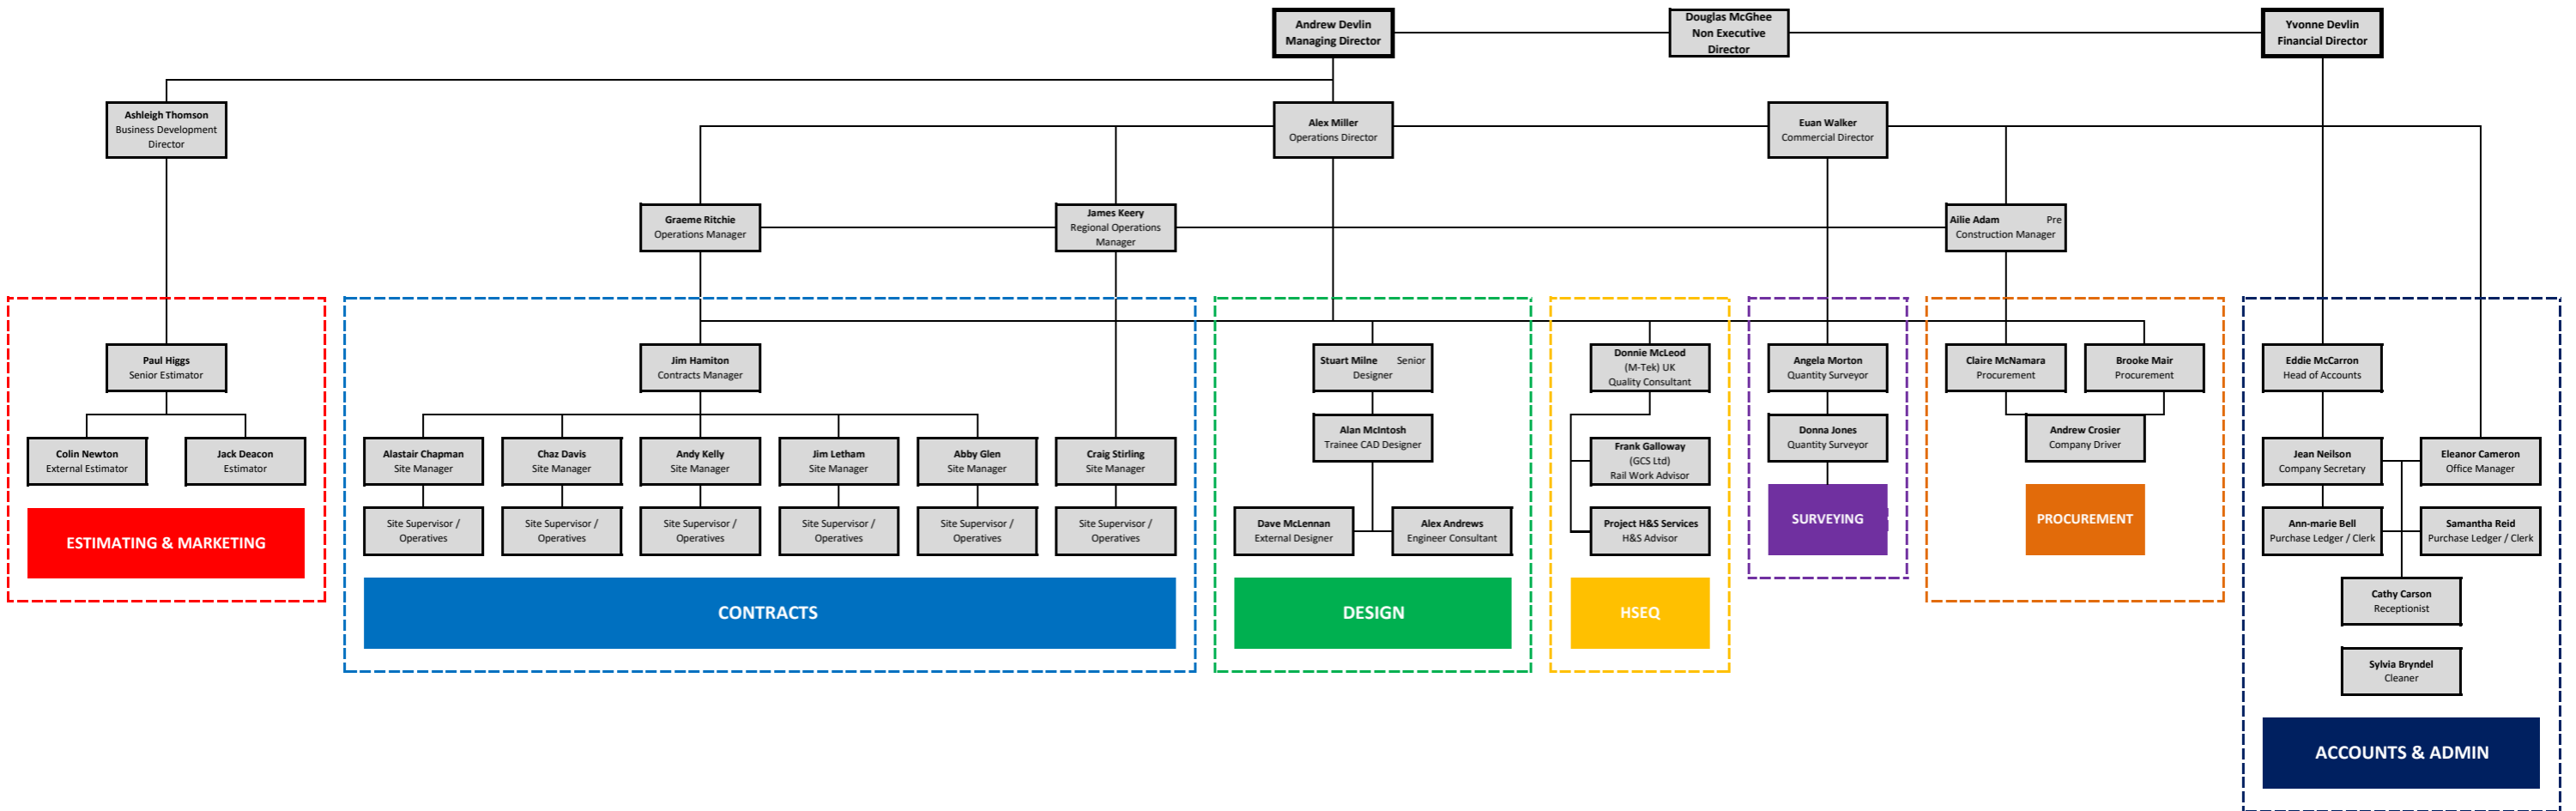 Andrew Devlin
Managing Director
Douglas McGhee
Non Executive
Director
Yvonne Devlin
Financial Director
Ashleigh Thomson
Business Development
Director
Alex Miller
Operations Director
Euan Walker
Commercial Director
Graeme Ritchie
Operations Manager
James Keery
Regional Operations
Manager
Ailie Adam Pre
Construction Manager
Paul Higgs
Senior Estimator
Jim Hamiton
Contracts Manager
Stuart Milne Senior
Designer
Donnie McLeod
(M-Tek) UK
Quality Consultant
Angela Morton
Quantity Surveyor
Claire McNamara
Procurement
Brooke Mair
Procurement
Eddie McCarron
Head of Accounts
Alan McIntosh
Trainee CAD Designer
Donna Jones
Quantity Surveyor
Andrew Crosier
Company Driver
Colin Newton
External Estimator
Jack Deacon
Estimator
Alastair Chapman
Site Manager
Chaz Davis
Site Manager
Andy Kelly
Site Manager
Jim Letham
Site Manager
Abby Glen
Site Manager
Craig Stirling
Site Manager
Frank Galloway
(GCS Ltd)
Rail Work Advisor
Jean Neilson
Company Secretary
Eleanor Cameron
Office Manager
Site Supervisor /
Operatives
Site Supervisor /
Operatives
Site Supervisor /
Operatives
Site Supervisor /
Operatives
Site Supervisor /
Operatives
Site Supervisor /
Operatives
Dave McLennan
External Designer
Alex Andrews
Engineer Consultant
Project H&S Services
H&S Advisor
Ann-marie Bell
Purchase Ledger / Clerk
Samantha Reid
Purchase Ledger / Clerk
SURVEYING
PROCUREMENT
ESTIMATING & MARKETING
Cathy Carson
Receptionist
CONTRACTS
DESIGN
HSEQ
Sylvia Bryndel
Cleaner
ACCOUNTS & ADMIN